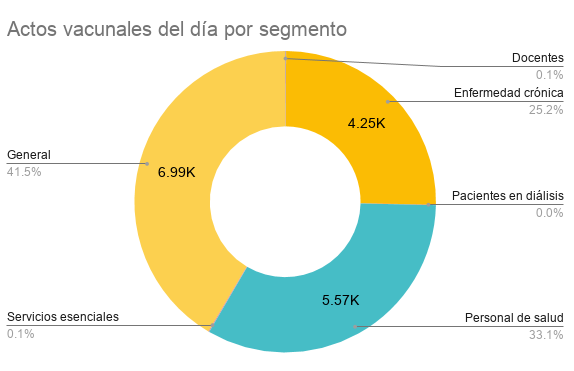 Actos vacunales del día por segmento
Docentes
0.1%
Enfermedad crónica
25.2%
4.25K
General
41.5%
6.99K
Pacientes en diálisis
0.0%
5.57K
Servicios esenciales
0.1%
Personal de salud
33.1%